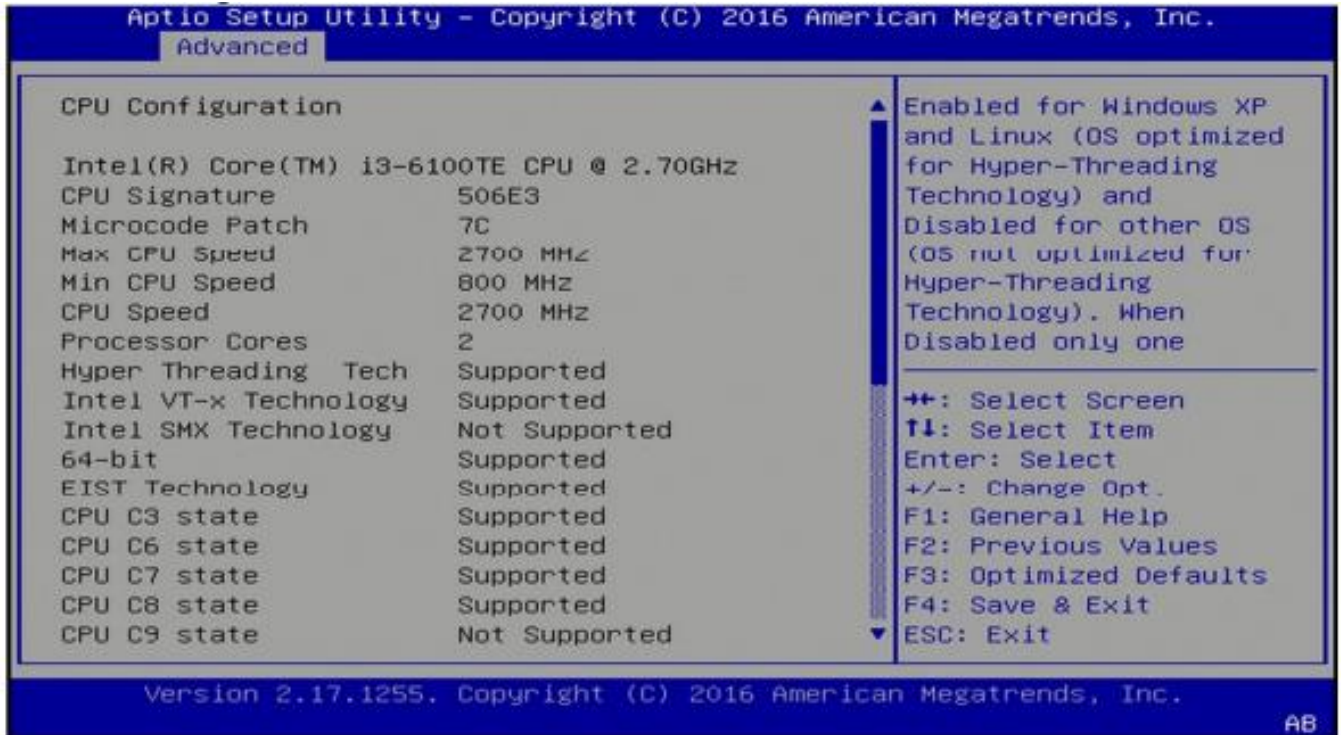 Aptio Setup Utility – Copyright (C) 2016 American Megatrends, Inc.
Advanced
CPU Configuration
Intel(R) Core(TM) i3-6100TE CPU @ 2.70GHz
CPU Signature 506E3
Microcode Patch 7C
Max CPU Speed 2700 MHz
Min CPU Speed 800 MHz
CPU Speed 2700 MHz
Processor Cores 2
Hyper Threading Tech Supported
Intel VT-x Technology Supported
Intel SMX Technology Not Supported
64-bit Supported
EIST Technology Supported
CPU C3 state Supported
CPU C6 state Supported
CPU C7 state Supported
CPU C8 state Supported
CPU C9 state Not Supported
Enabled for Windows XP
and Linux (OS optimized
for Hyper-Threading
Technology) and
Disabled for other OS
(OS not optimized for
Hyper-Threading
Technology). When
Disabled only one
→←: Select Screen
↑↓: Select Item
Enter: Select
+/-: Change Opt.
F1: General Help
F2: Previous Values
F3: Optimized Defaults
F4: Save & Exit
ESC: Exit
Version 2.17.1255. Copyright (C) 2016 American Megatrends, Inc.
AB